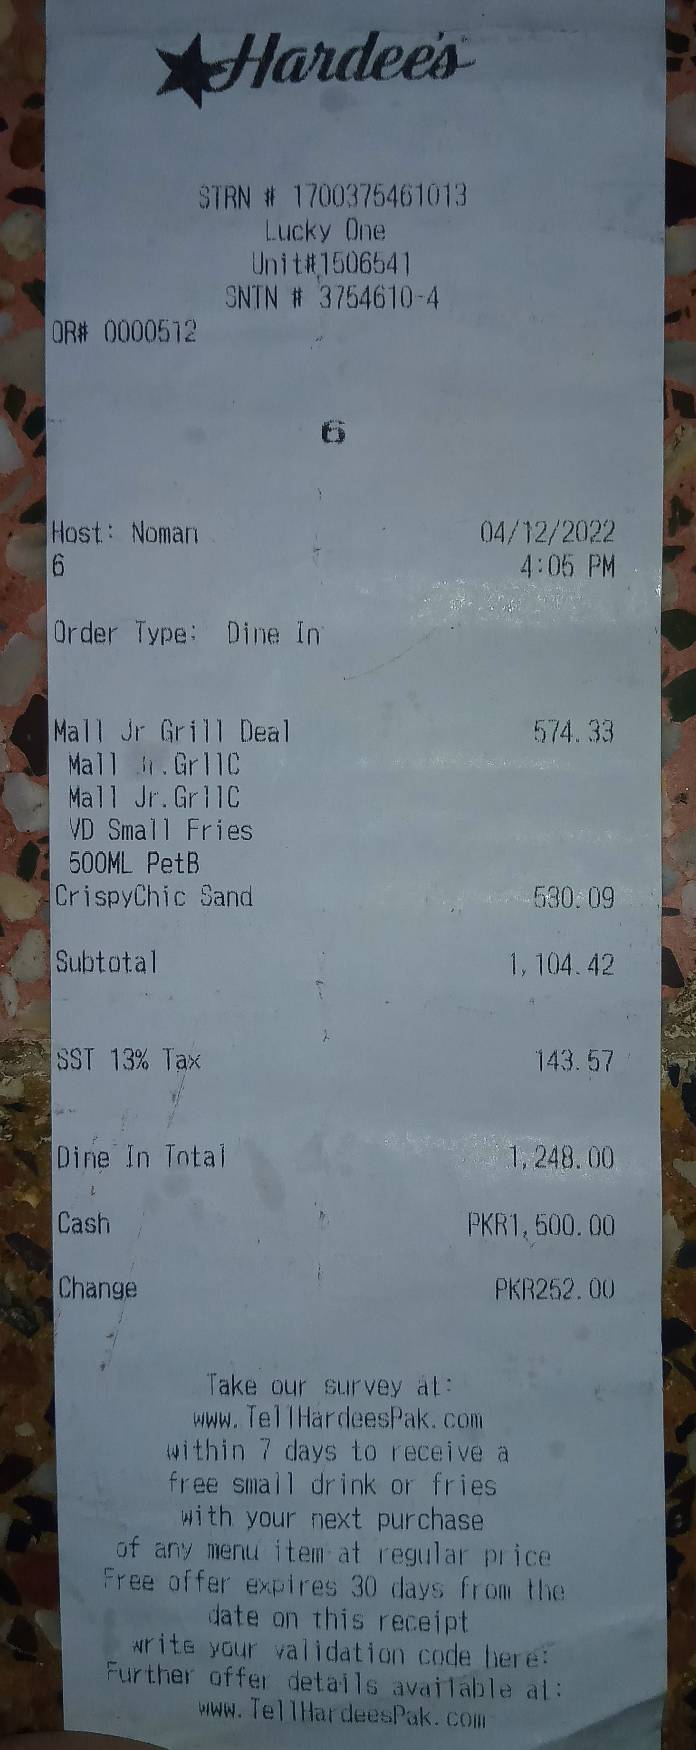 Hardee's
STRN # 1700375461013
Lucky One
Unit#1506541
SNTN # 3754610-4
OR# 0000512
6
Host: Noman 04/12/2022
6 4:05 PM
Order Type: Dine In
Mall Jr Grill Deal 574.33
Mall Jr.GrllC
Mall Jr.GrllC
VD Small Fries
500ML PetB
CrispyChic Sand 530.09
Subtotal 1,104.42
SST 13% Tax 143.57
Dine In Total 1,248.00
Cash PKR1,500.00
Change PKR252.00
Take our survey at:
www.TellHardeesPak.com
within 7 days to receive a
free small drink or fries
with your next purchase
of any menu item at regular price
Free offer expires 30 days from the
date on this receipt
write your validation code here:
Further offer details available at:
www.TellHardeesPak.com